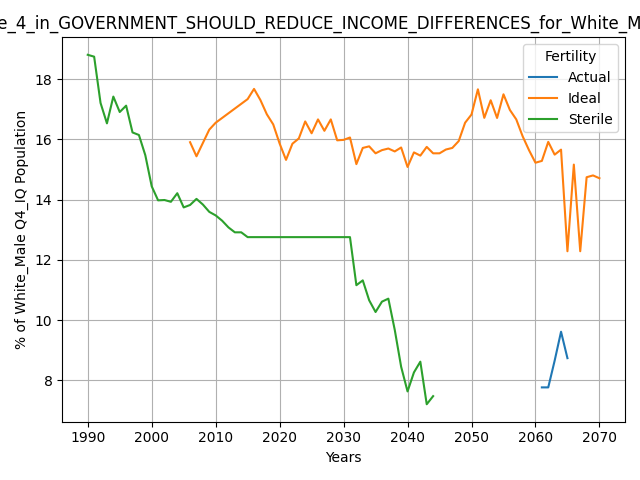 e_4_in_GOVERNMENT_SHOULD_REDUCE_INCOME_DIFFERENCES_for_White_M
Fertility
Actual
Ideal
Sterile
% of White_Male Q4_IQ Population
18
16
14
12
10
8
1990 2000 2010 2020 2030 2040 2050 2060 2070
Years